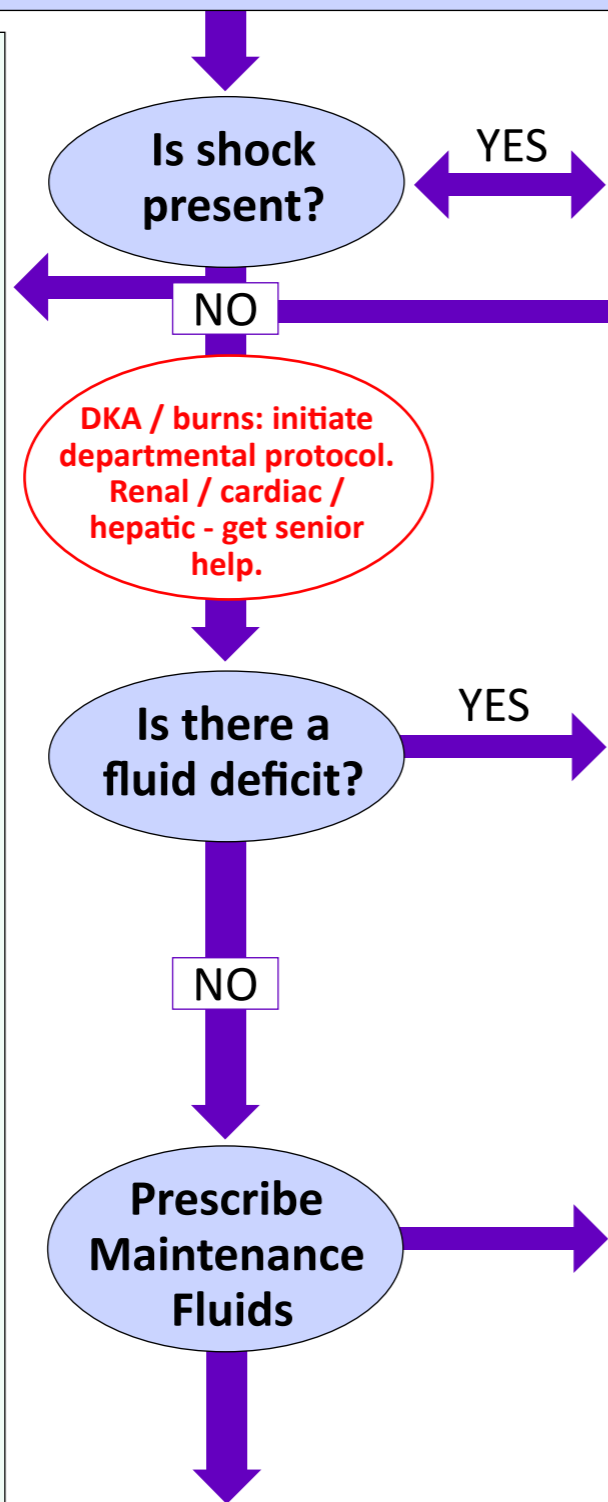 Is shock
present?
YES
NO
DKA / burns: initiate
departmental protocol.
Renal / cardiac /
hepatic - get senior
help.
Is there a
fluid deficit?
YES
NO
Prescribe
Maintenance
Fluids